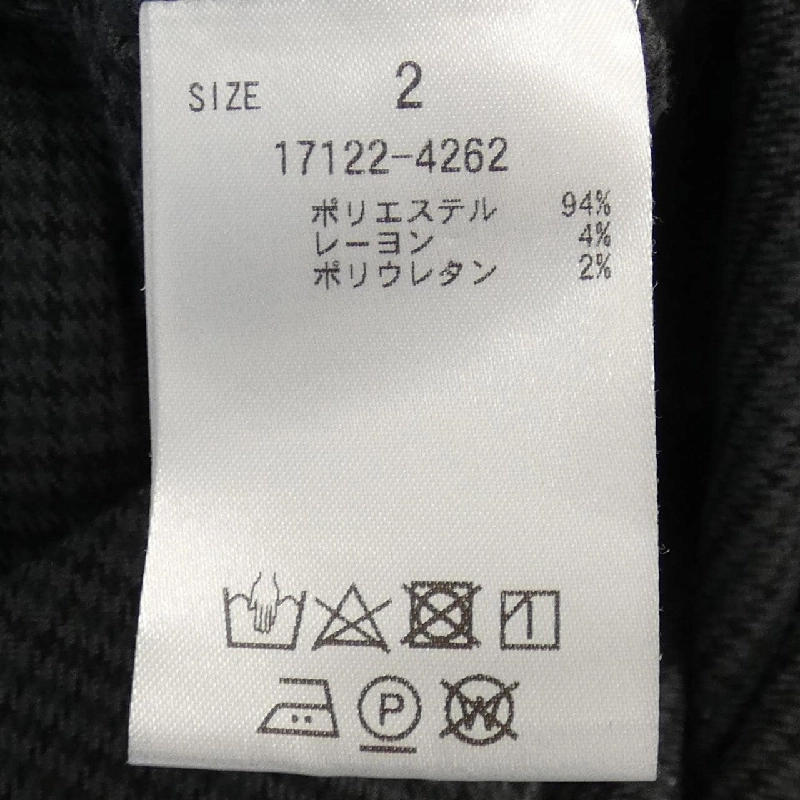 SIZE 2
17122-4262
ポリエステル 94%
レーヨン 4%
ポリウレタン 2%
P W